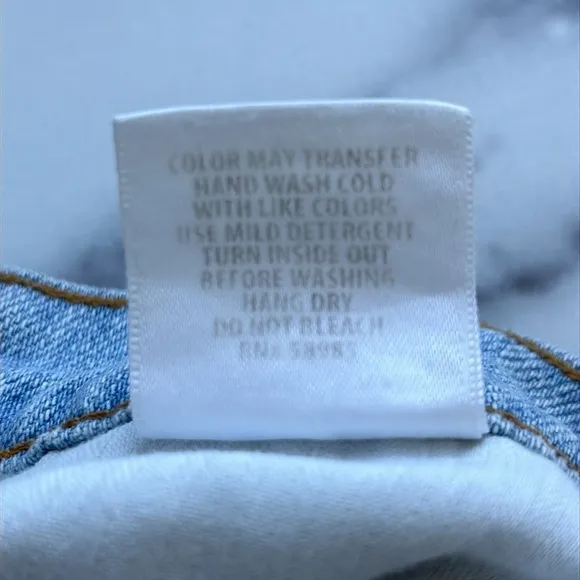 COLOR MAY TRANSFER
HAND WASH COLD
WITH LIKE COLORS
USE MILD DETERGENT
TURN INSIDE OUT
BEFORE WASHING
HANG DRY
DO NOT BLEACH